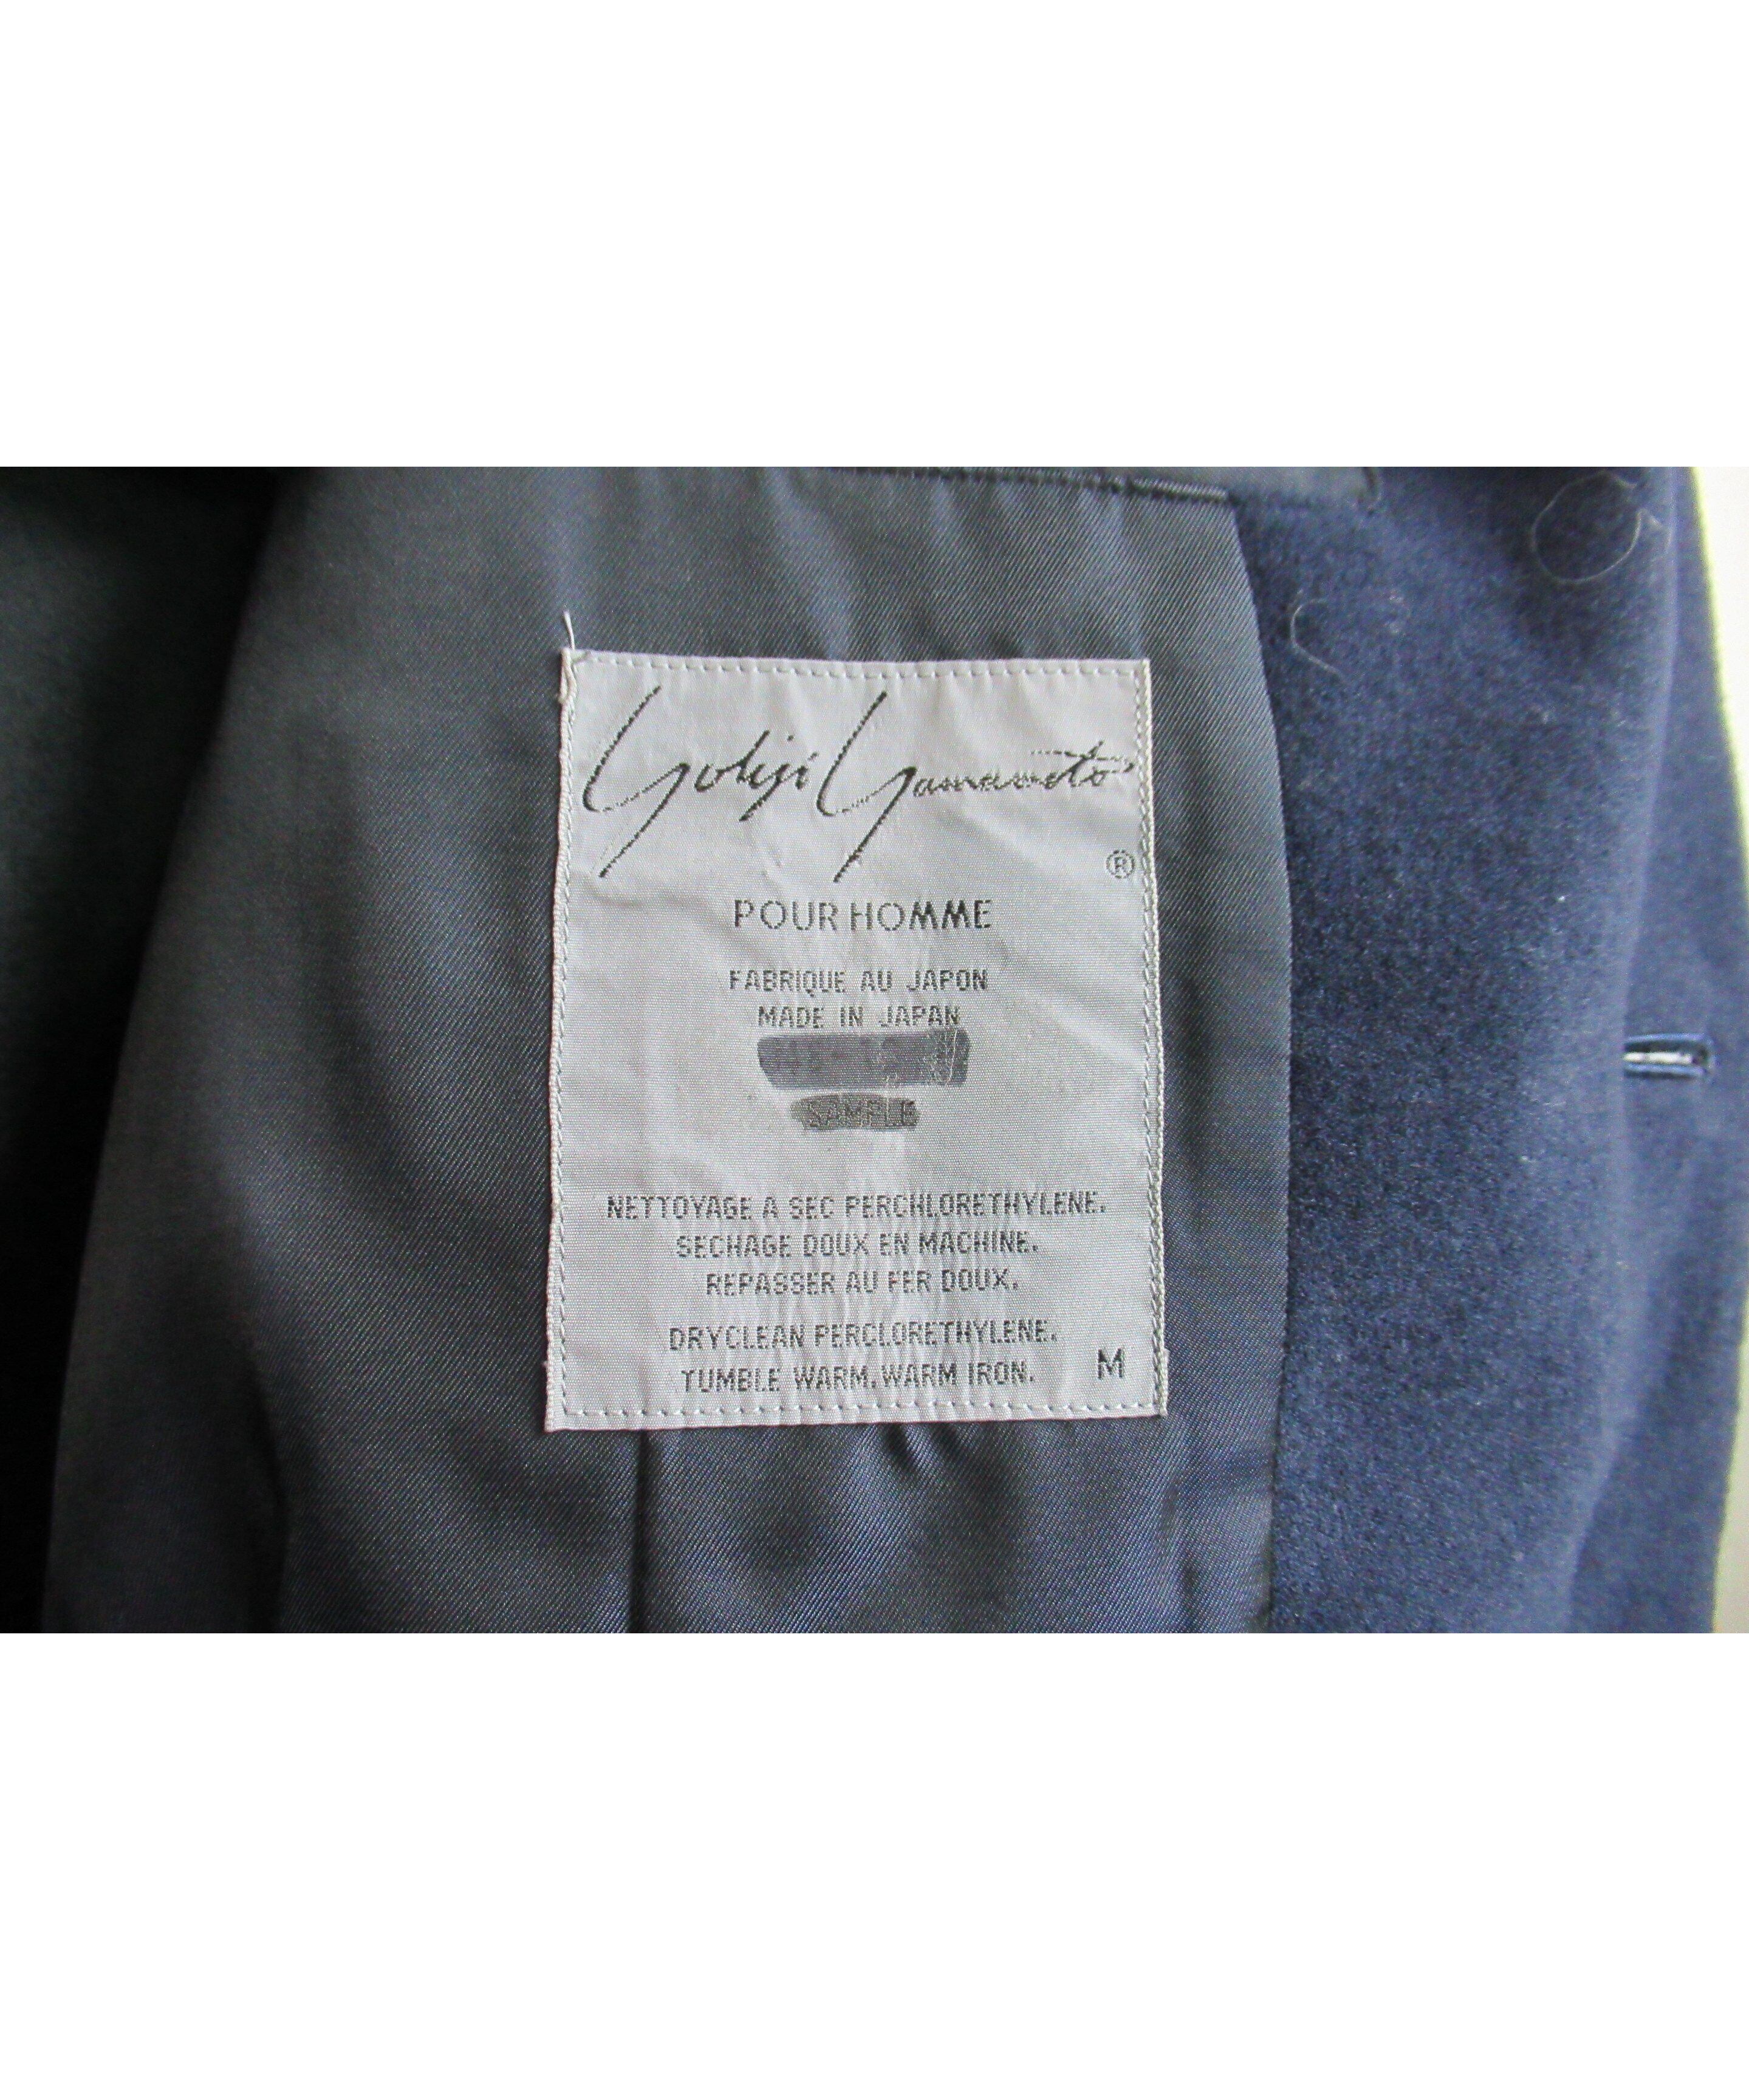 Yohji Yamamoto
®
POUR HOMME
FABRIQUE AU JAPON
MADE IN JAPAN
SAMPLE
NETTOYAGE A SEC PERCHLORETHYLENE.
SECHAGE DOUX EN MACHINE.
REPASSER AU FER DOUX.
DRYCLEAN PERCLORETHYLENE.
TUMBLE WARM.WARM IRON.
M